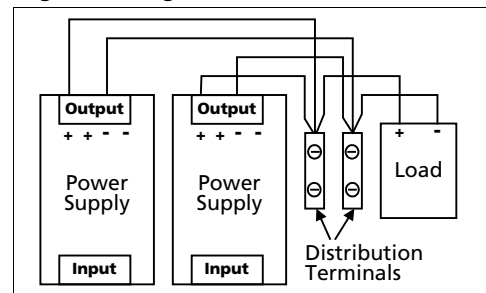 Output
+ + - -
Power
Supply
Input
Output
+ + - -
Power
Supply
Input
+ -
Load
Distribution
Terminals